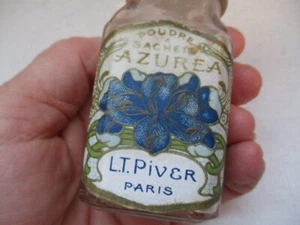 POUDRE
A
SACHETS
AZUREA
L.T. PIVER
PARIS